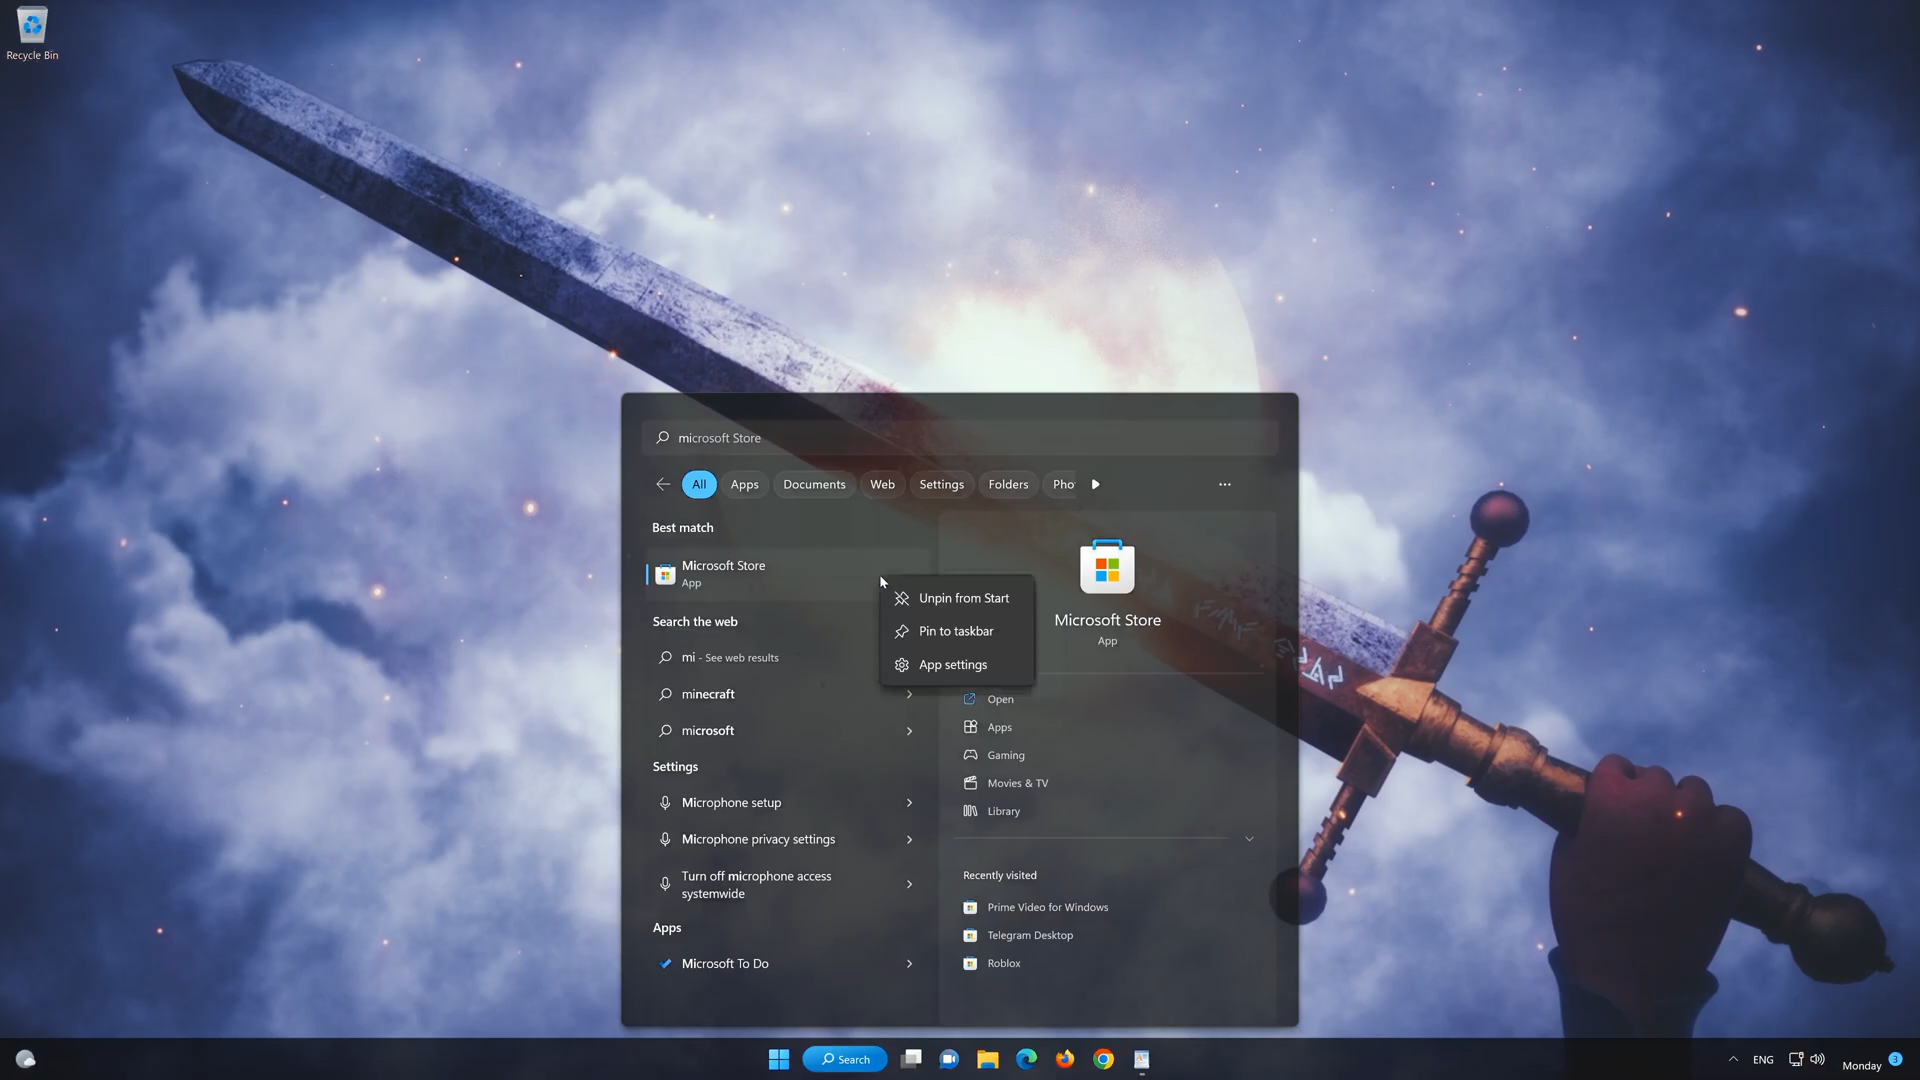 Recycle Bin
microsoft Store
All
Apps
Documents
Web
Settings
Folders
Pho
Best match
Microsoft Store
App
Search the web
mi - See web results
minecraft
microsoft
Settings
Microphone setup
Microphone privacy settings
Turn off microphone access
systemwide
Apps
Microsoft To Do
Unpin from Start
Pin to taskbar
App settings
Microsoft Store
App
Open
Apps
Gaming
Movies & TV
Library
Recently visited
Prime Video for Windows
Telegram Desktop
Roblox
Search
ENG
Monday
3